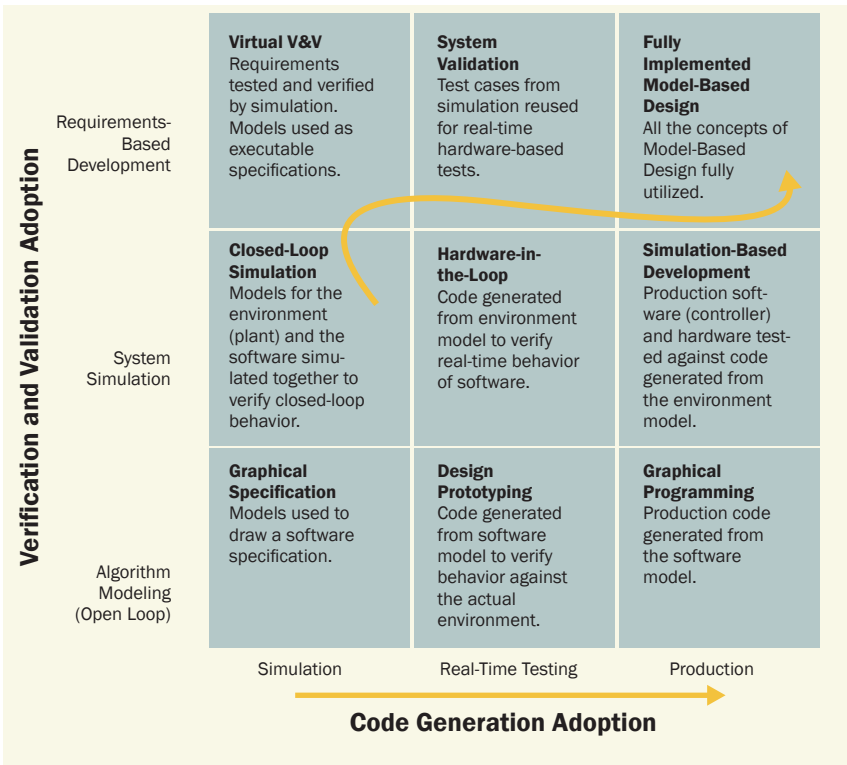 Verification and Validation Adoption
Requirements-
Based
Development
Virtual V&V
Requirements
tested and verified
by simulation.
Models used as
executable
specifications.
System
Validation
Test cases from
simulation reused
for real-time
hardware-based
tests.
Fully
Implemented
Model-Based
Design
All the concepts of
Model-Based
Design fully
utilized.
System
Simulation
Closed-Loop
Simulation
Models for the
environment
(plant) and the
software simu-
lated together to
verify closed-loop
behavior.
Hardware-in-
the-Loop
Code generated
from environment
model to verify
real-time behavior
of software.
Simulation-Based
Development
Production soft-
ware (controller)
and hardware test-
ed against code
generated from
the environment
model.
Algorithm
Modeling
(Open Loop)
Graphical
Specification
Models used to
draw a software
specification.
Design
Prototyping
Code generated
from software
model to verify
behavior against
the actual
environment.
Graphical
Programming
Production code
generated from
the software
model.
Simulation
Real-Time Testing
Production
Code Generation Adoption